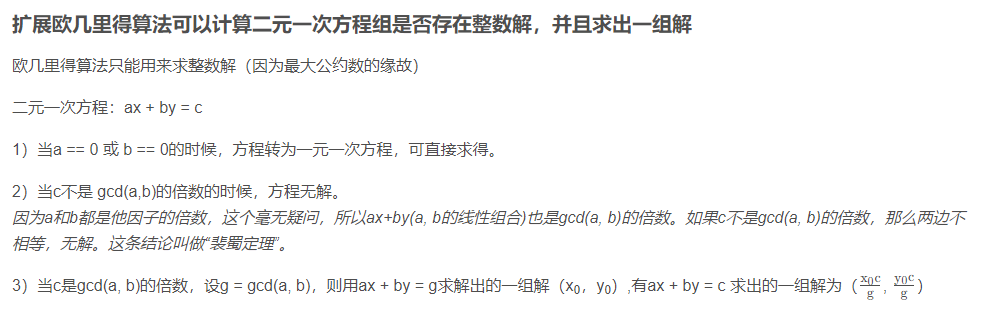 扩展欧几里得算法可以计算二元一次方程组是否存在整数解，并且求出一组解
欧几里得算法只能用来求整数解（因为最大公约数的缘故）
二元一次方程：ax + by = c
1）当a == 0 或 b == 0的时候，方程转为一元一次方程，可直接求得。
2）当c不是 gcd(a,b)的倍数的时候，方程无解。
因为a和b都是他因子的倍数，这个毫无疑问，所以ax+by(a, b的线性组合)也是gcd(a, b)的倍数。如果c不是gcd(a, b)的倍数，那么两边不
相等，无解。这条结论叫做“裴蜀定理”。
3）当c是gcd(a, b)的倍数，设g = gcd(a, b)，则用ax + by = g求解出的一组解（x₀，y₀）,有ax + by = c 求出的一组解为（x₀c/g, y₀c/g）